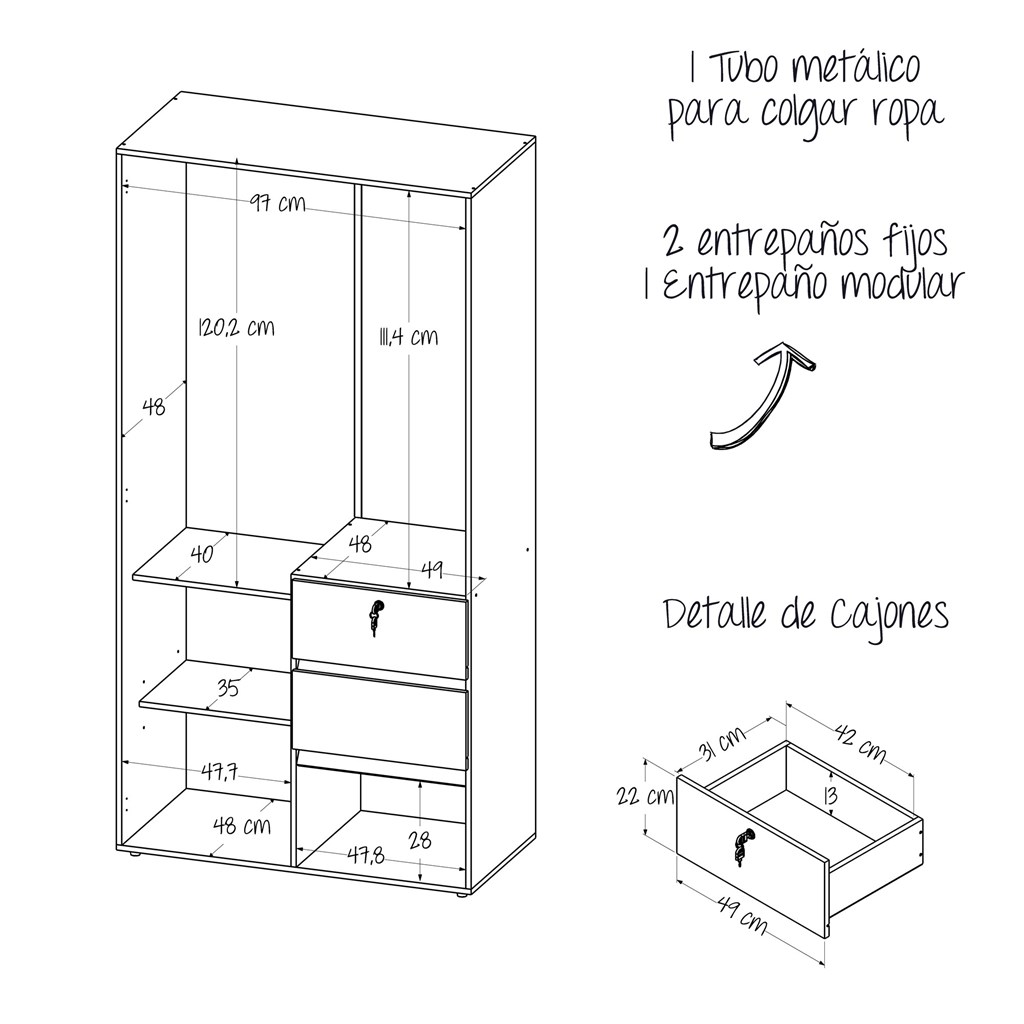 1 Tubo metálico
para colgar ropa
97 cm
2 entrepaños fijos
1 Entrepaño modular
120,2 cm
111,4 cm
48
48
40
49
Detalle de Cajones
35
31 cm
42 cm
47,7
22 cm
13
48 cm
28
47,8
49 cm